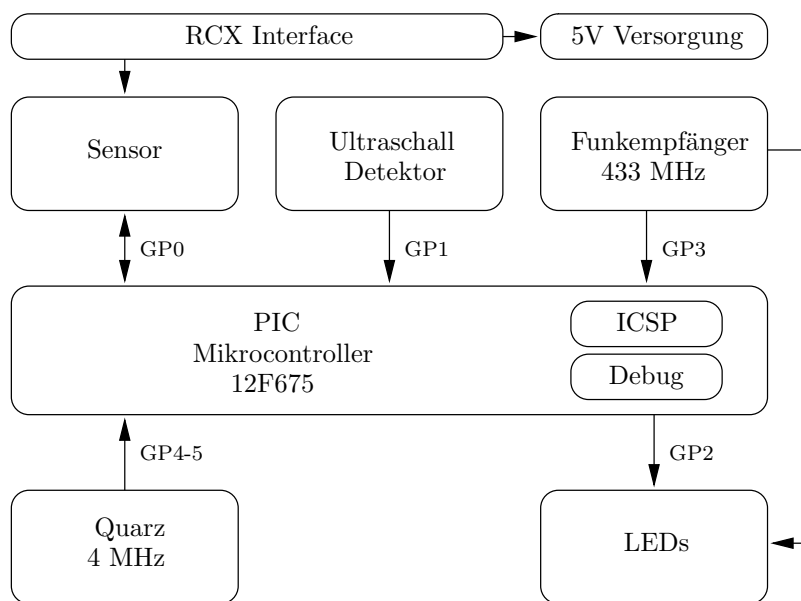 RCX Interface
5V Versorgung
Sensor
Ultraschall
Detektor
Funkempfänger
433 MHz
GP0
GP1
GP3
PIC
Mikrocontroller
12F675
ICSP
Debug
GP4-5
GP2
Quarz
4 MHz
LEDs